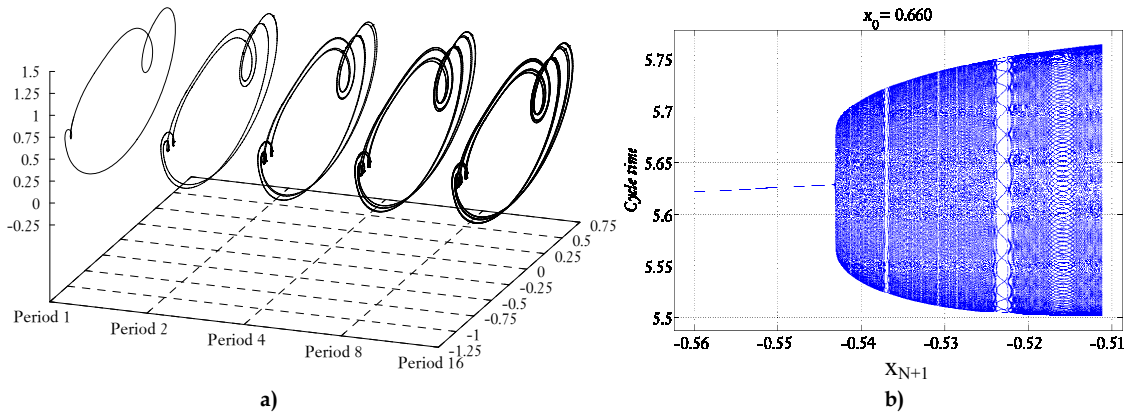 1.5
1.25
1
0.75
0.5
0.25
0
-0.25
Period 1
Period 2
Period 4
Period 8
Period 16
0.75
0.5
0.25
0
-0.25
-0.5
-0.75
-1
-1.25
a)
x0= 0.660
5.75
5.7
5.65
5.6
5.55
5.5
Cycle time
-0.56
-0.55
-0.54
-0.53
-0.52
-0.51
xN+1
b)